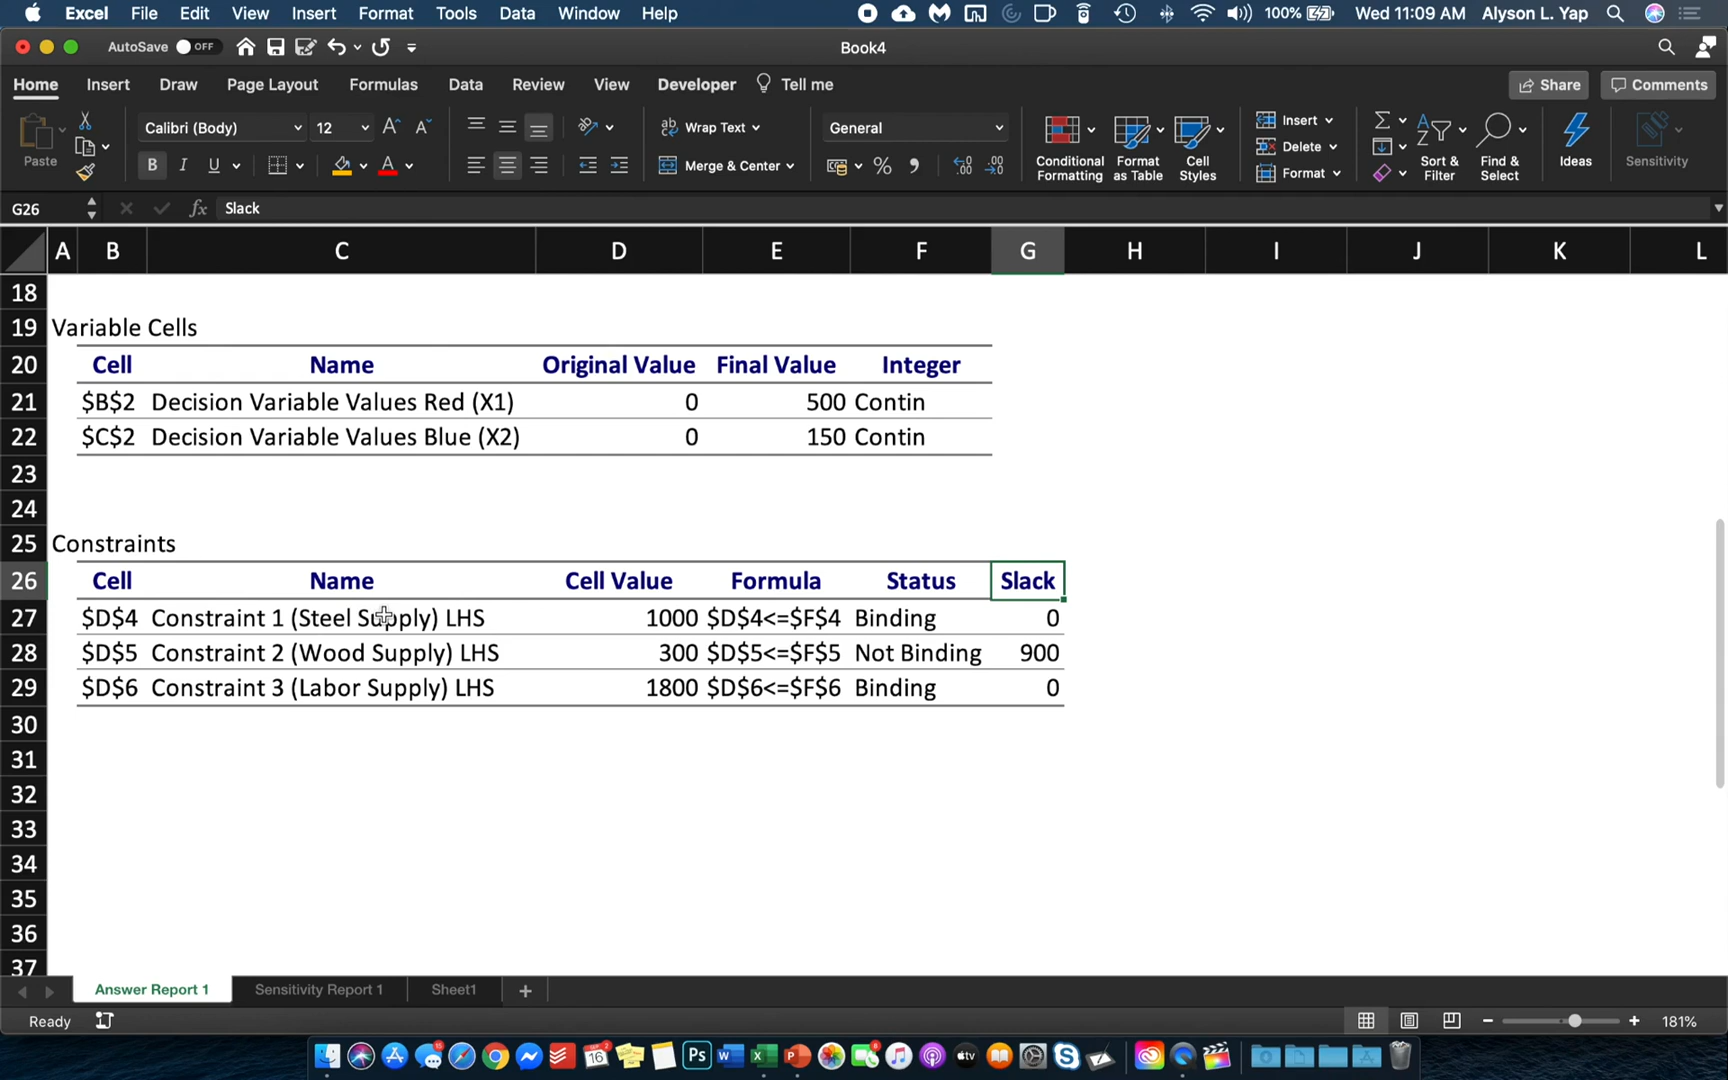 Excel File Edit View Insert Format Tools Data Window Help 100% Wed 11:09 AM Alyson L. Yap
AutoSave OFF Book4
Home Insert Draw Page Layout Formulas Data Review View Developer Tell me Share Comments
Paste Calibri (Body) 12 A A Wrap Text General Insert
Conditional Formatting Format as Table Cell Styles Delete Sort & Filter Find & Select Ideas Sensitivity
B I U A Merge & Center % Format
G26 fx Slack
A B C D E F G H I J K L
18
19 Variable Cells
20 Cell Name Original Value Final Value Integer
21 $B$2 Decision Variable Values Red (X1) 0 500 Contin
22 $C$2 Decision Variable Values Blue (X2) 0 150 Contin
23
24
25 Constraints
26 Cell Name Cell Value Formula Status Slack
27 $D$4 Constraint 1 (Steel Supply) LHS 1000 $D$4<=$F$4 Binding 0
28 $D$5 Constraint 2 (Wood Supply) LHS 300 $D$5<=$F$5 Not Binding 900
29 $D$6 Constraint 3 (Labor Supply) LHS 1800 $D$6<=$F$6 Binding 0
30
31
32
33
34
35
36
37
Answer Report 1 Sensitivity Report 1 Sheet1 +
Ready 181%